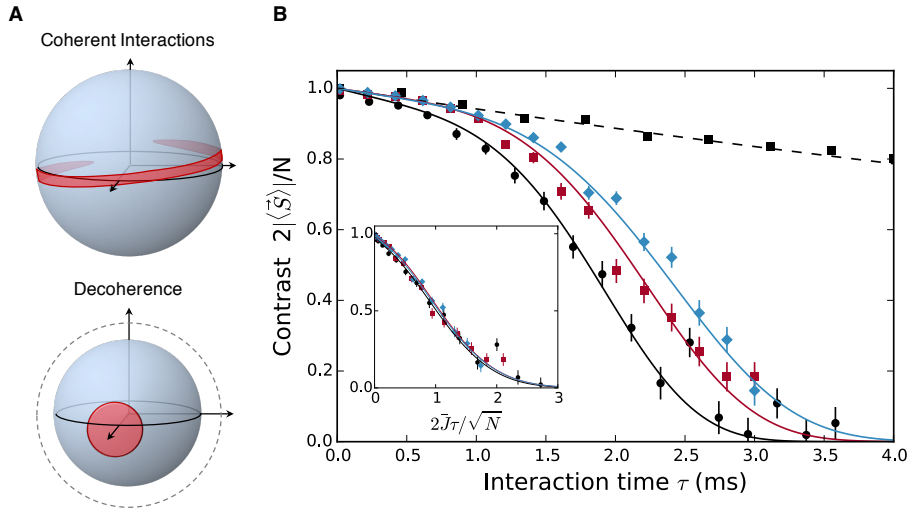 A
Coherent Interactions
Decoherence
B
Contrast 2|⟨S⃗⟩|/N
1.0
0.8
0.6
0.4
0.2
0.0
0.0 0.5 1.0 1.5 2.0 2.5 3.0 3.5 4.0
Interaction time τ (ms)
1.0
0.5
0.0
0 1 2 3
2J̄τ/√N